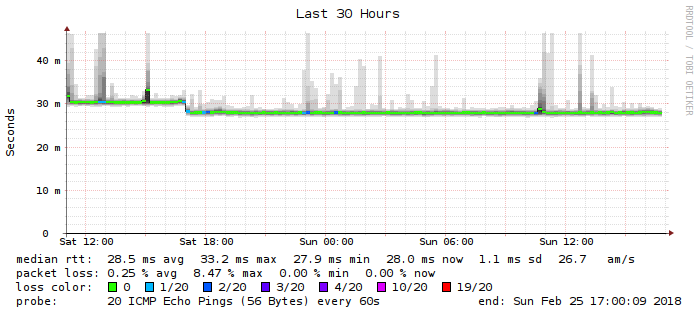 Last 30 Hours
RRDTOOL / TOBI OETIKER
Seconds
40 m
30 m
20 m
10 m
0
Sat 12:00 Sat 18:00 Sun 00:00 Sun 06:00 Sun 12:00
median rtt: 28.5 ms avg 33.2 ms max 27.9 ms min 28.0 ms now 1.1 ms sd 26.7 am/s
packet loss: 0.25 % avg 8.47 % max 0.00 % min 0.00 % now
loss color: 0 1/20 2/20 3/20 4/20 10/20 19/20
probe: 20 ICMP Echo Pings (56 Bytes) every 60s end: Sun Feb 25 17:00:09 2018